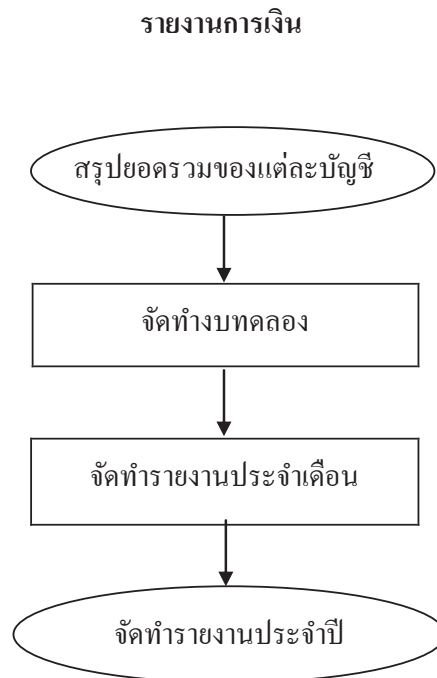 รายงานการเงิน
สรุปยอดรวมของแต่ละบัญชี
จัดทำงบทดลอง
จัดทำรายงานประจำเดือน
จัดทำรายงานประจำปี